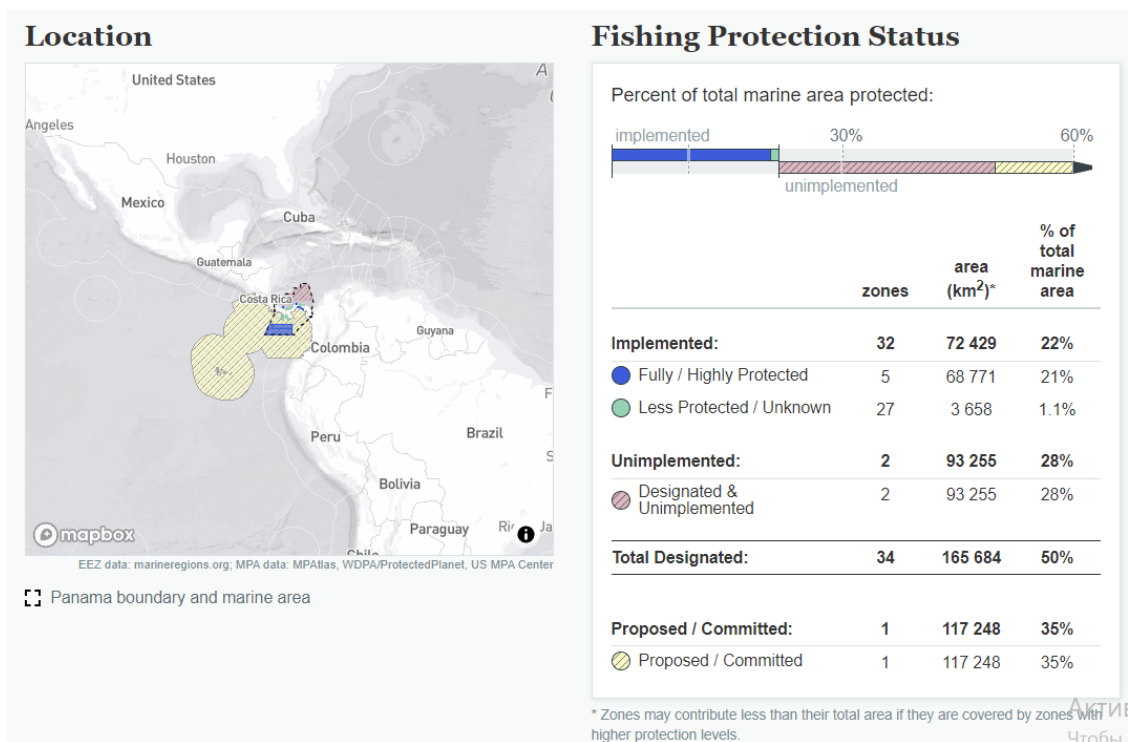 Location
United States
A
Angeles
Houston
Mexico
Cuba
Guatemala
Costa Rica
Guyana
Colombia
F
Peru
Brazil
S
Bolivia
Paraguay
Ja
mapbox
EEZ data: marineregions.org; MPA data: MPAtlas, WDPA/ProtectedPlanet, US MPA Center
Panama boundary and marine area
Fishing Protection Status
Percent of total marine area protected:
implemented 30% 60%
unimplemented
zones area (km²)* % of total marine area
Implemented: 32 72 429 22%
Fully / Highly Protected 5 68 771 21%
Less Protected / Unknown 27 3 658 1.1%
Unimplemented: 2 93 255 28%
Designated & 2 93 255 28%
Unimplemented
Total Designated: 34 165 684 50%
Proposed / Committed: 1 117 248 35%
Proposed / Committed 1 117 248 35%
* Zones may contribute less than their total area if they are covered by zones with
higher protection levels.